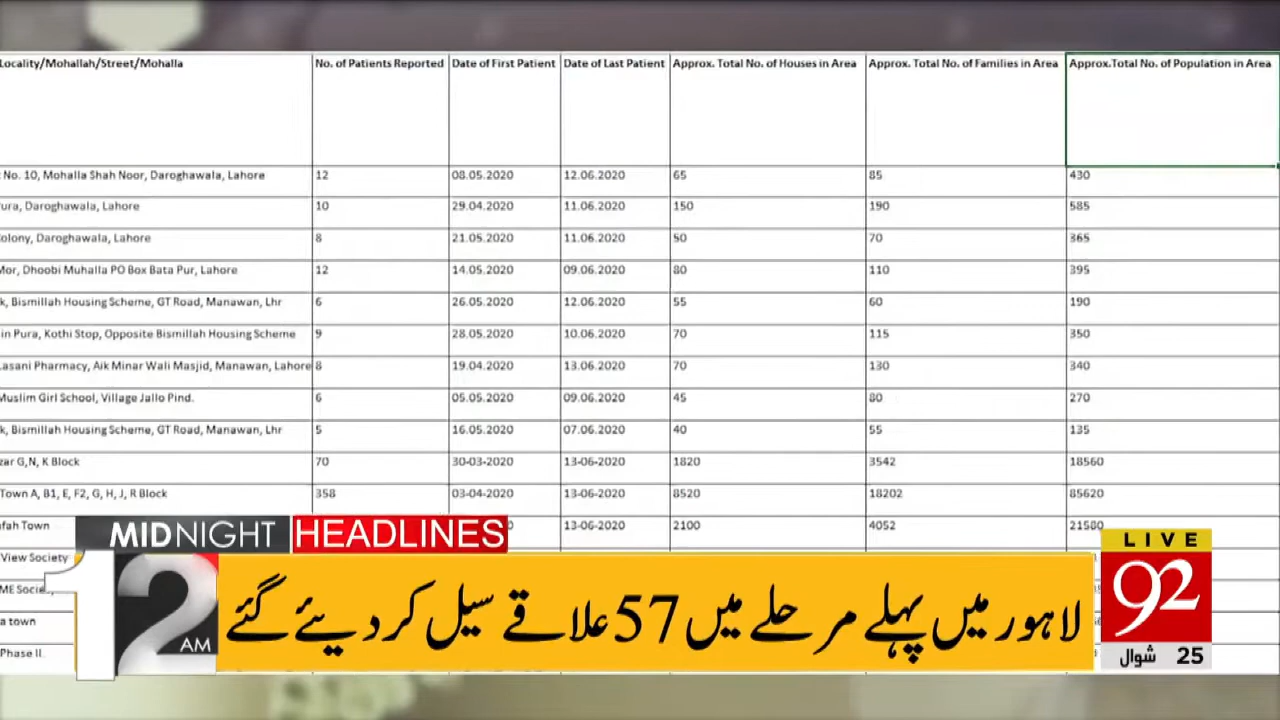 Locality/Mohallah/Street/Mohalla No. of Patients Reported Date of First Patient Date of Last Patient Approx. Total No. of Houses in Area Approx. Total No. of Families in Area Approx.Total No. of Population in Area
No. 10, Mohalla Shah Noor, Daroghawala, Lahore 12 08.05.2020 12.06.2020 65 85 430
ura, Daroghawala, Lahore 10 29.04.2020 11.06.2020 150 190 585
olony, Daroghawala, Lahore 8 21.05.2020 11.06.2020 50 70 365
Mor, Dhoobi Muhalla PO Box Bata Pur, Lahore 12 14.05.2020 09.06.2020 80 110 395
k, Bismillah Housing Scheme, GT Road, Manawan, Lhr 6 26.05.2020 12.06.2020 55 60 190
in Pura, Kothi Stop, Opposite Bismillah Housing Scheme 9 28.05.2020 10.06.2020 70 115 350
Lasani Pharmacy, Aik Minar Wali Masjid, Manawan, Lahore 8 19.04.2020 13.06.2020 70 130 340
Muslim Girl School, Village Jallo Pind. 6 05.05.2020 09.06.2020 45 80 270
k, Bismillah Housing Scheme, GT Road, Manawan, Lhr 5 16.05.2020 07.06.2020 40 55 135
zar G,N, K Block 70 30-03-2020 13-06-2020 1820 3542 18560
Town A, B1, E, F2, G, H, J, R Block 358 03-04-2020 13-06-2020 8520 18202 85620
fah Town 13-06-2020 2100 4052 21580
MIDNIGHT HEADLINES
View Society
ME Socie
a town
Phase II.
12 AM
لاہور میں پہلے مرحلے میں 57 علاقے سیل کر دیئے گئے
LIVE
92
25 شوال